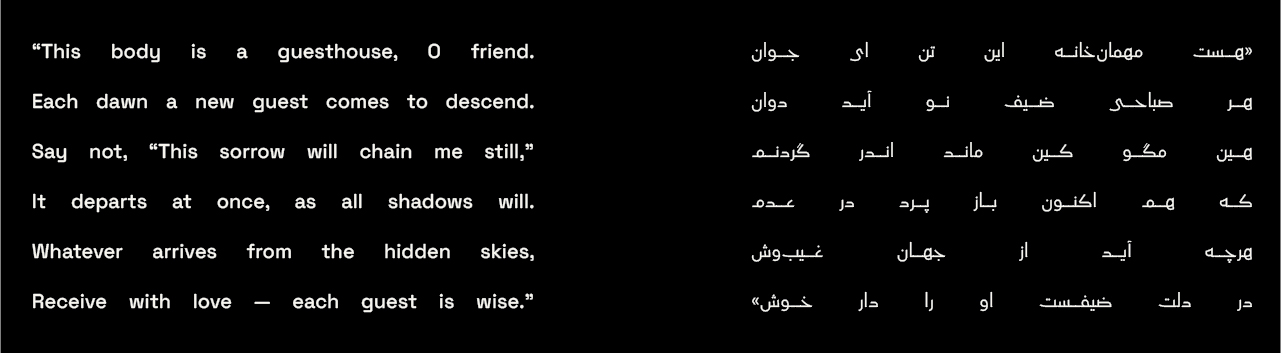 “This body is a guesthouse, O friend.
Each dawn a new guest comes to descend.
Say not, “This sorrow will chain me still,”
It departs at once, as all shadows will.
Whatever arrives from the hidden skies,
Receive with love — each guest is wise.”
«هست مهمان‌خانه این تن ای جوان
هر صباحی ضیف نو آید دوان
هین مگو کین ماند اندر گردنم
که هم اکنون باز پرد در عدم
هرچه آید از جهان غیب‌وش
در دلت ضیفست او را دار خوش»